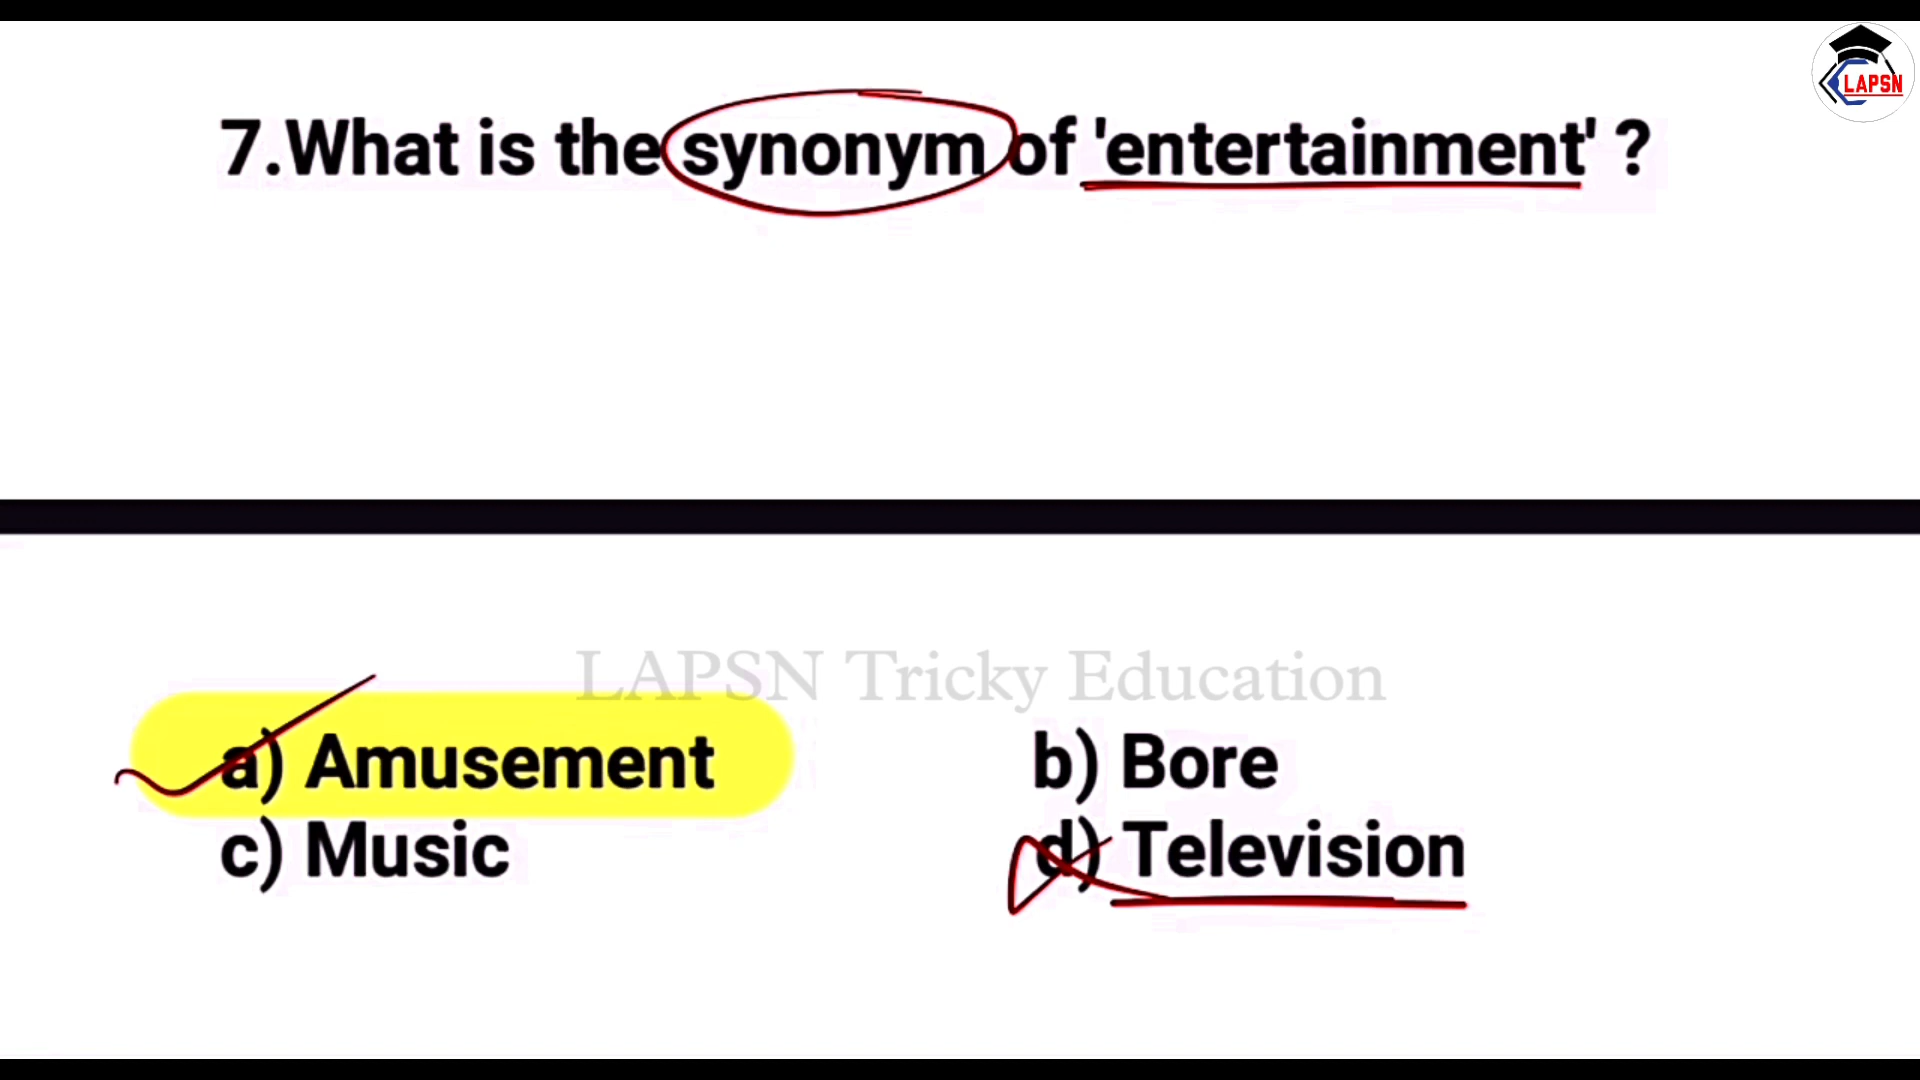 LAPSN
7.What is the synonym of 'entertainment' ?
LAPSN Tricky Education
a) Amusement
b) Bore
c) Music
d) Television